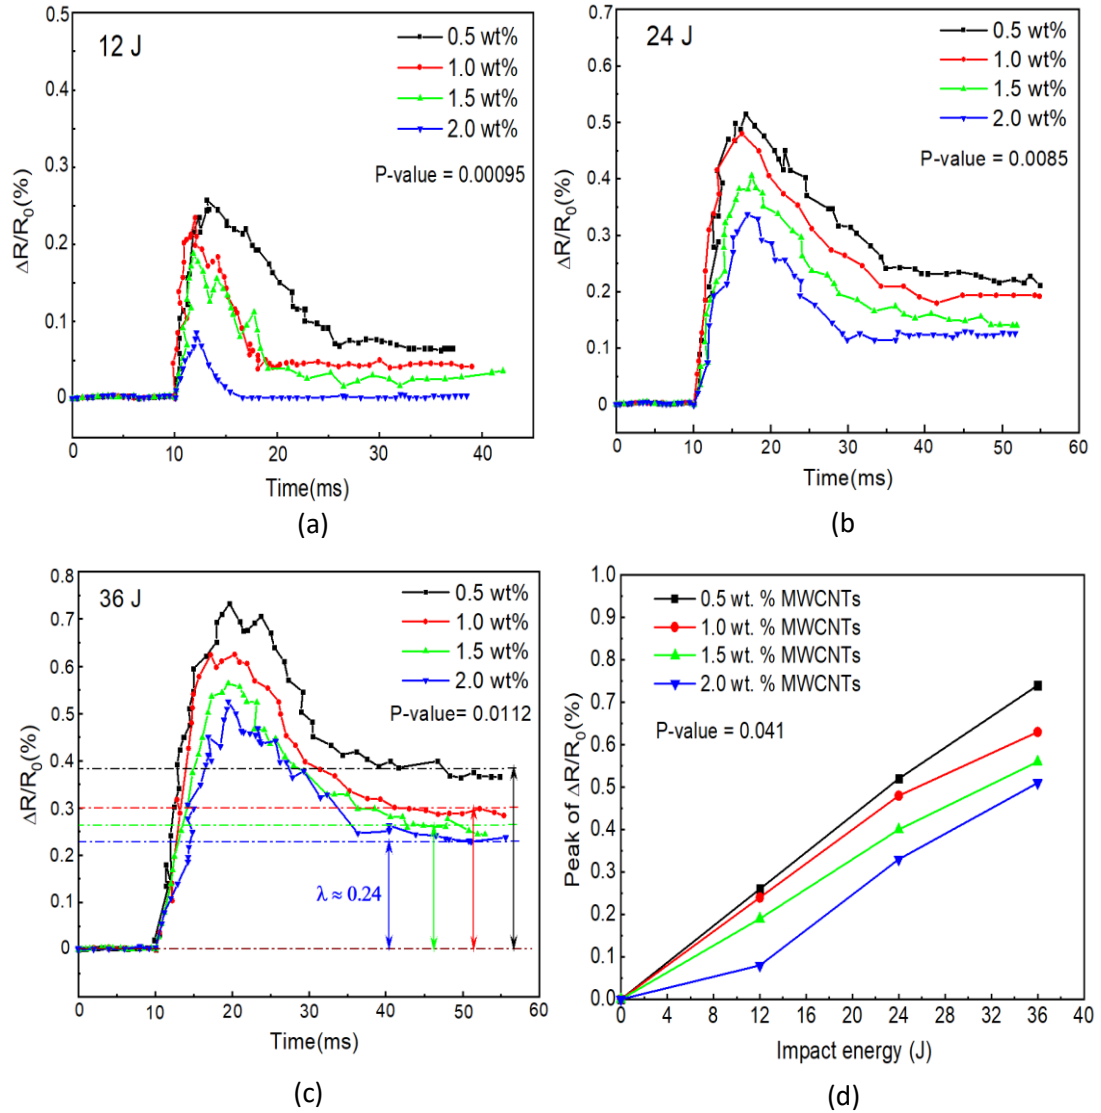 12 J
0.5 wt%
1.0 wt%
1.5 wt%
2.0 wt%
P-value = 0.00095
0.5
0.4
0.3
0.2
0.1
0
ΔR/R₀(%)
0 10 20 30 40
Time(ms)
(a)
24 J
0.5 wt%
1.0 wt%
1.5 wt%
2.0 wt%
P-value = 0.0085
0.7
0.6
0.5
0.4
0.3
0.2
0.1
0
ΔR/R₀(%)
0 10 20 30 40 50 60
Time(ms)
(b)
36 J
0.5 wt%
1.0 wt%
1.5 wt%
2.0 wt%
P-value= 0.0112
0.8
0.7
0.6
0.5
0.4
0.3
0.2
0.1
0
ΔR/R₀(%)
λ ≈ 0.24
0 10 20 30 40 50 60
Time(ms)
(c)
0.5 wt. % MWCNTs
1.0 wt. % MWCNTs
1.5 wt. % MWCNTs
2.0 wt. % MWCNTs
P-value = 0.041
1.0
0.9
0.8
0.7
0.6
0.5
0.4
0.3
0.2
0.1
0.0
Peak of ΔR/R₀(%)
0 4 8 12 16 20 24 28 32 36 40
Impact energy (J)
(d)